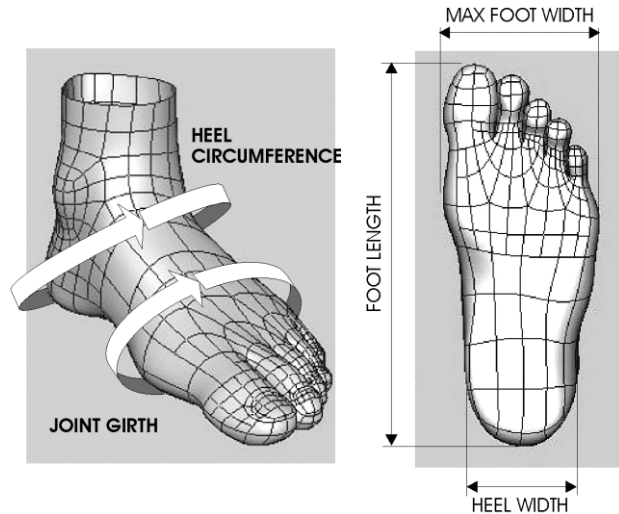 MAX FOOT WIDTH
HEEL
CIRCUMFERENCE
FOOT LENGTH
JOINT GIRTH
HEEL WIDTH